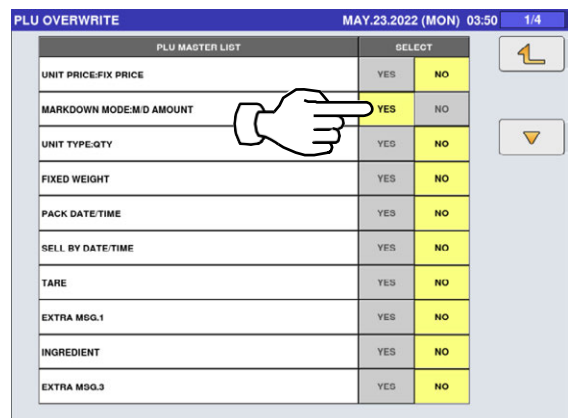 PLU OVERWRITE MAY.23.2022 (MON) 03:50 1/4
PLU MASTER LIST SELECT
UNIT PRICE:FIX PRICE YES NO
MARKDOWN MODE:M/D AMOUNT YES NO
UNIT TYPE:QTY YES NO
FIXED WEIGHT YES NO
PACK DATE/TIME YES NO
SELL BY DATE/TIME YES NO
TARE YES NO
EXTRA MSG.1 YES NO
INGREDIENT YES NO
EXTRA MSG.3 YES NO